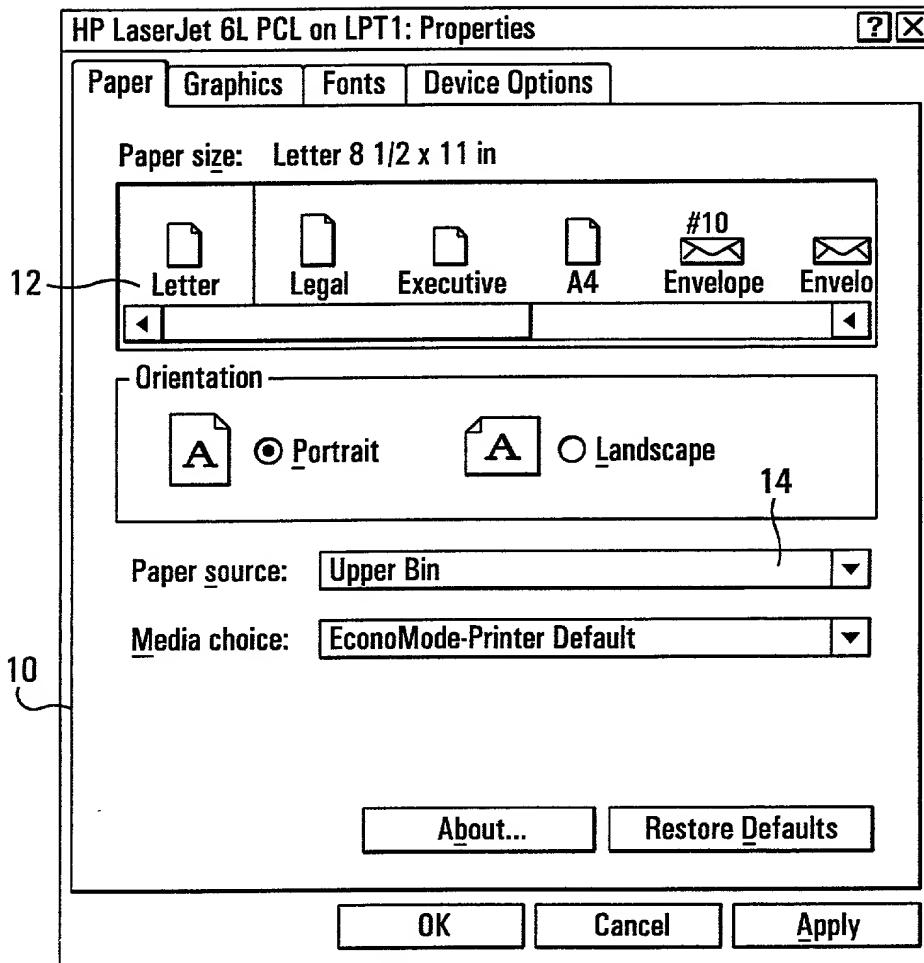 HP LaserJet 6L PCL on LPT1: Properties ? X
Paper Graphics Fonts Device Options
Paper size: Letter 8 1/2 x 11 in
#10
12 Letter Legal Executive A4 Envelope Envelo
Orientation
A Portrait A Landscape
14
Paper source: Upper Bin
Media choice: EconoMode-Printer Default
10
About... Restore Defaults
OK Cancel Apply